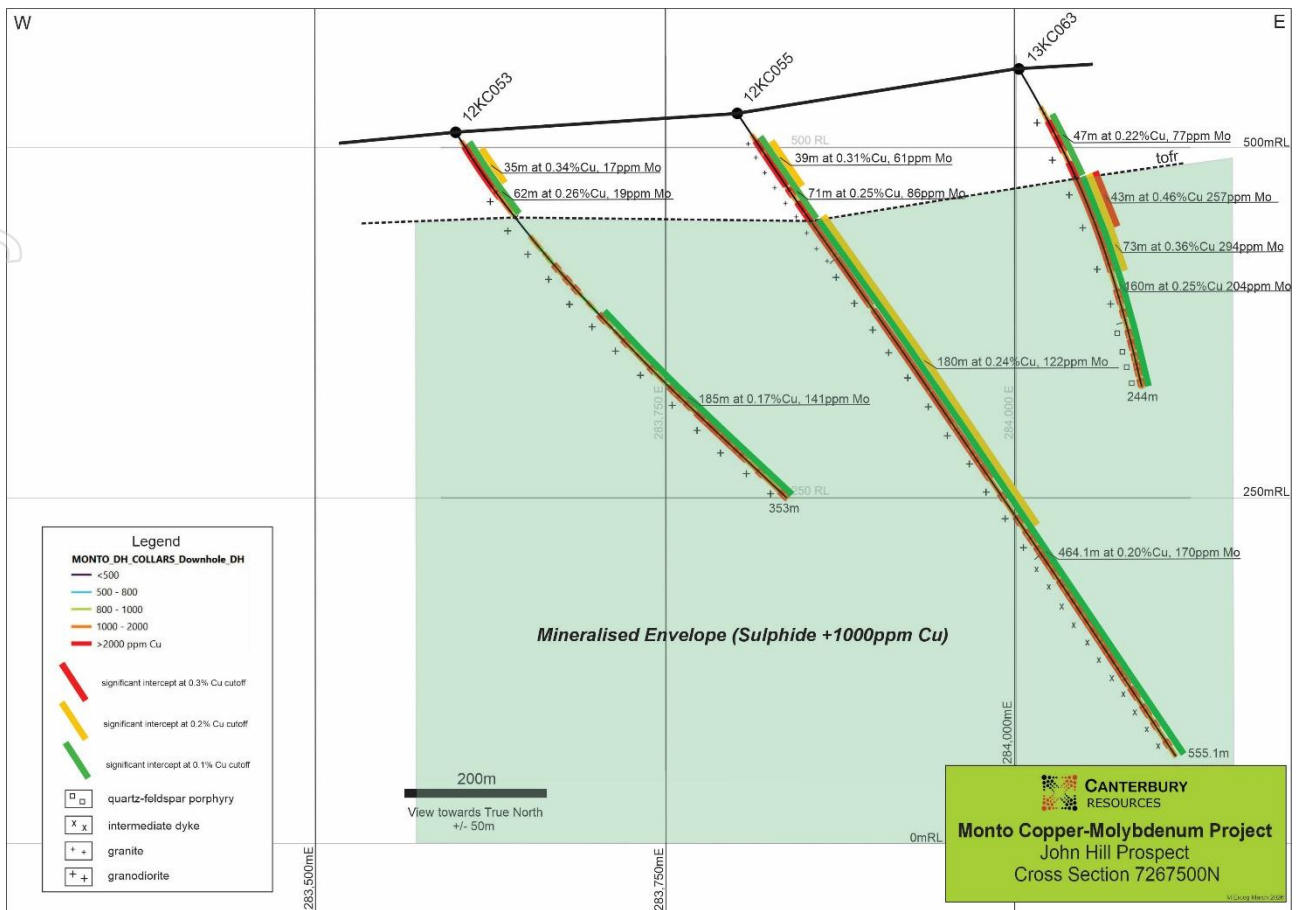 W
E
12KC053
12KC055
13KC063
500 RL
500mRL
47m at 0.22%Cu, 77ppm Mo
tofr
35m at 0.34%Cu, 17ppm Mo
62m at 0.26%Cu, 19ppm Mo
39m at 0.31%Cu, 61ppm Mo
71m at 0.25%Cu, 86ppm Mo
43m at 0.46%Cu 257ppm Mo
73m at 0.36%Cu 294ppm Mo
160m at 0.25%Cu 204ppm Mo
180m at 0.24%Cu, 122ppm Mo
244m
185m at 0.17%Cu, 141ppm Mo
283,750 E
284,000 E
250 RL
250mRL
353m
464.1m at 0.20%Cu, 170ppm Mo
Mineralised Envelope (Sulphide +1000ppm Cu)
555.1m
Legend
MONTO_DH_COLLARS_Downhole_DH
<500
500 - 800
800 - 1000
1000 - 2000
>2000 ppm Cu
significant intercept at 0.3% Cu cutoff
significant intercept at 0.2% Cu cutoff
significant intercept at 0.1% Cu cutoff
quartz-feldspar porphyry
intermediate dyke
granite
granodiorite
200m
View towards True North
+/- 50m
0mRL
283,500mE
283,750mE
284,000mE
CANTERBURY
RESOURCES
Monto Copper-Molybdenum Project
John Hill Prospect
Cross Section 7267500N